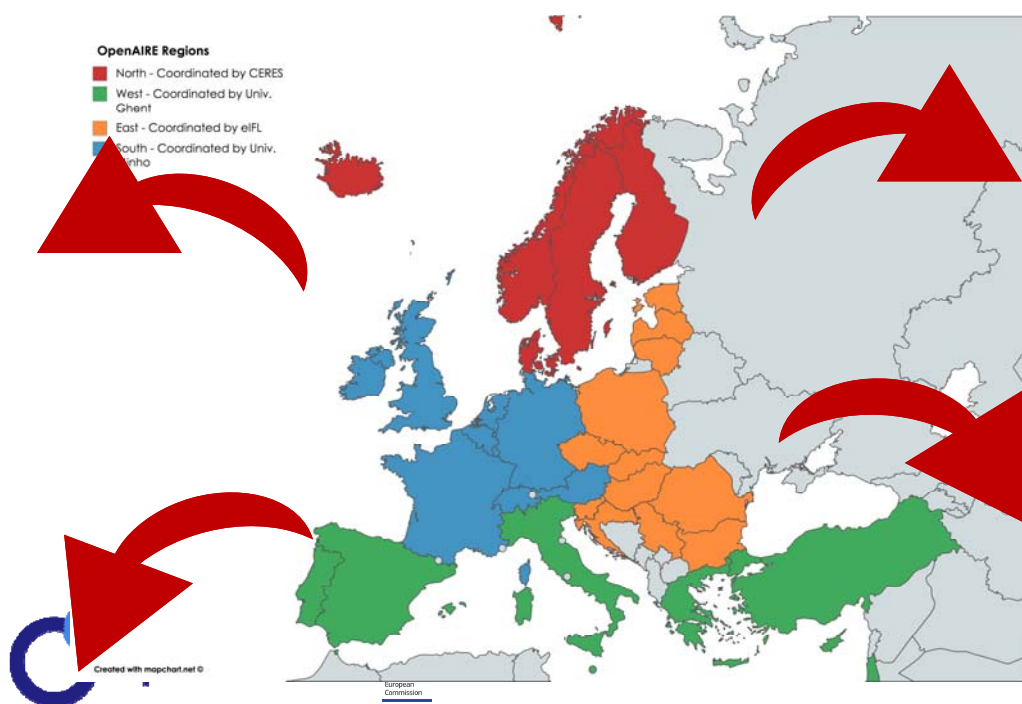 OpenAIRE Regions
North - Coordinated by CERES
West - Coordinated by Univ.
Ghent
East - Coordinated by eIFL
South - Coordinated by Univ.
Created with mapchart.net ©
European
Commission